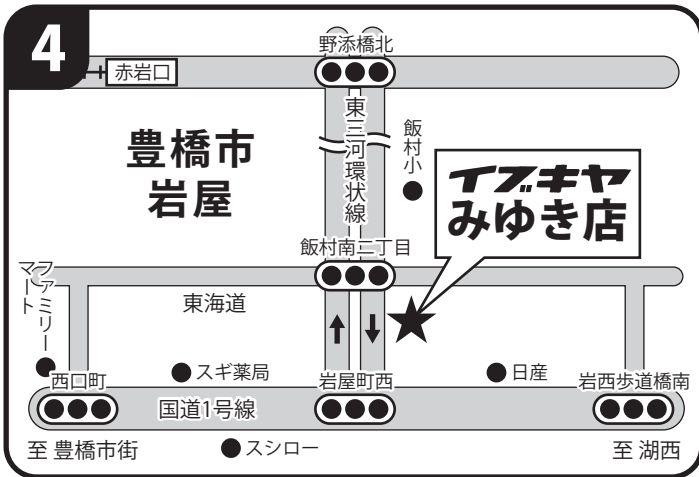 4
野添橋北
赤岩口
東三河環状線
飯村小
豊橋市
岩屋
イブキヤ
みゆき店
飯村南二丁目
ファミリー
マート
東海道
西口町
スギ薬局
岩屋町西
日産
岩西歩道橋南
国道1号線
至 豊橋市街
スシロー
至 湖西